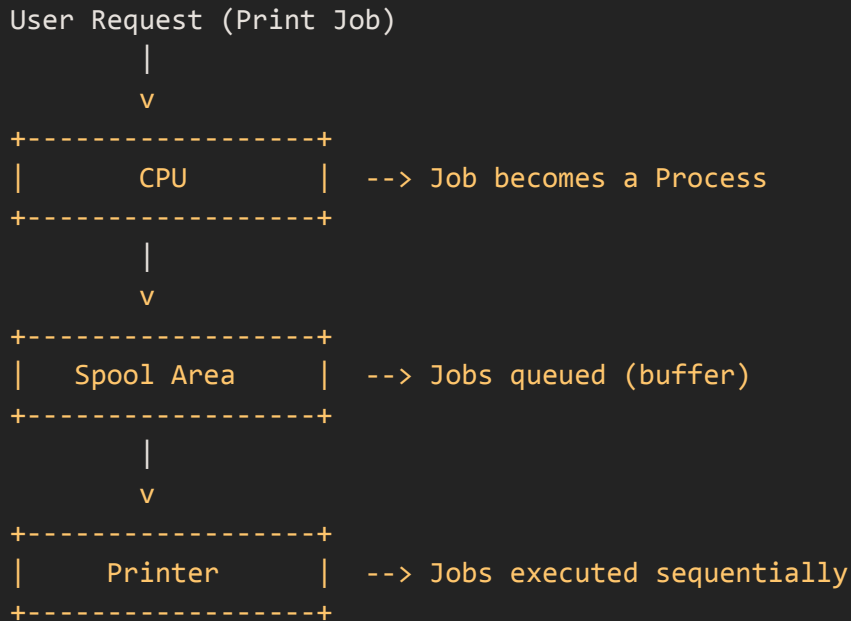 User Request (Print Job)
        |
        v
+------------------+
|       CPU        |  --> Job becomes a Process
+------------------+
        |
        v
+------------------+
|   Spool Area     |  --> Jobs queued (buffer)
+------------------+
        |
        v
+------------------+
|     Printer      |  --> Jobs executed sequentially
+------------------+